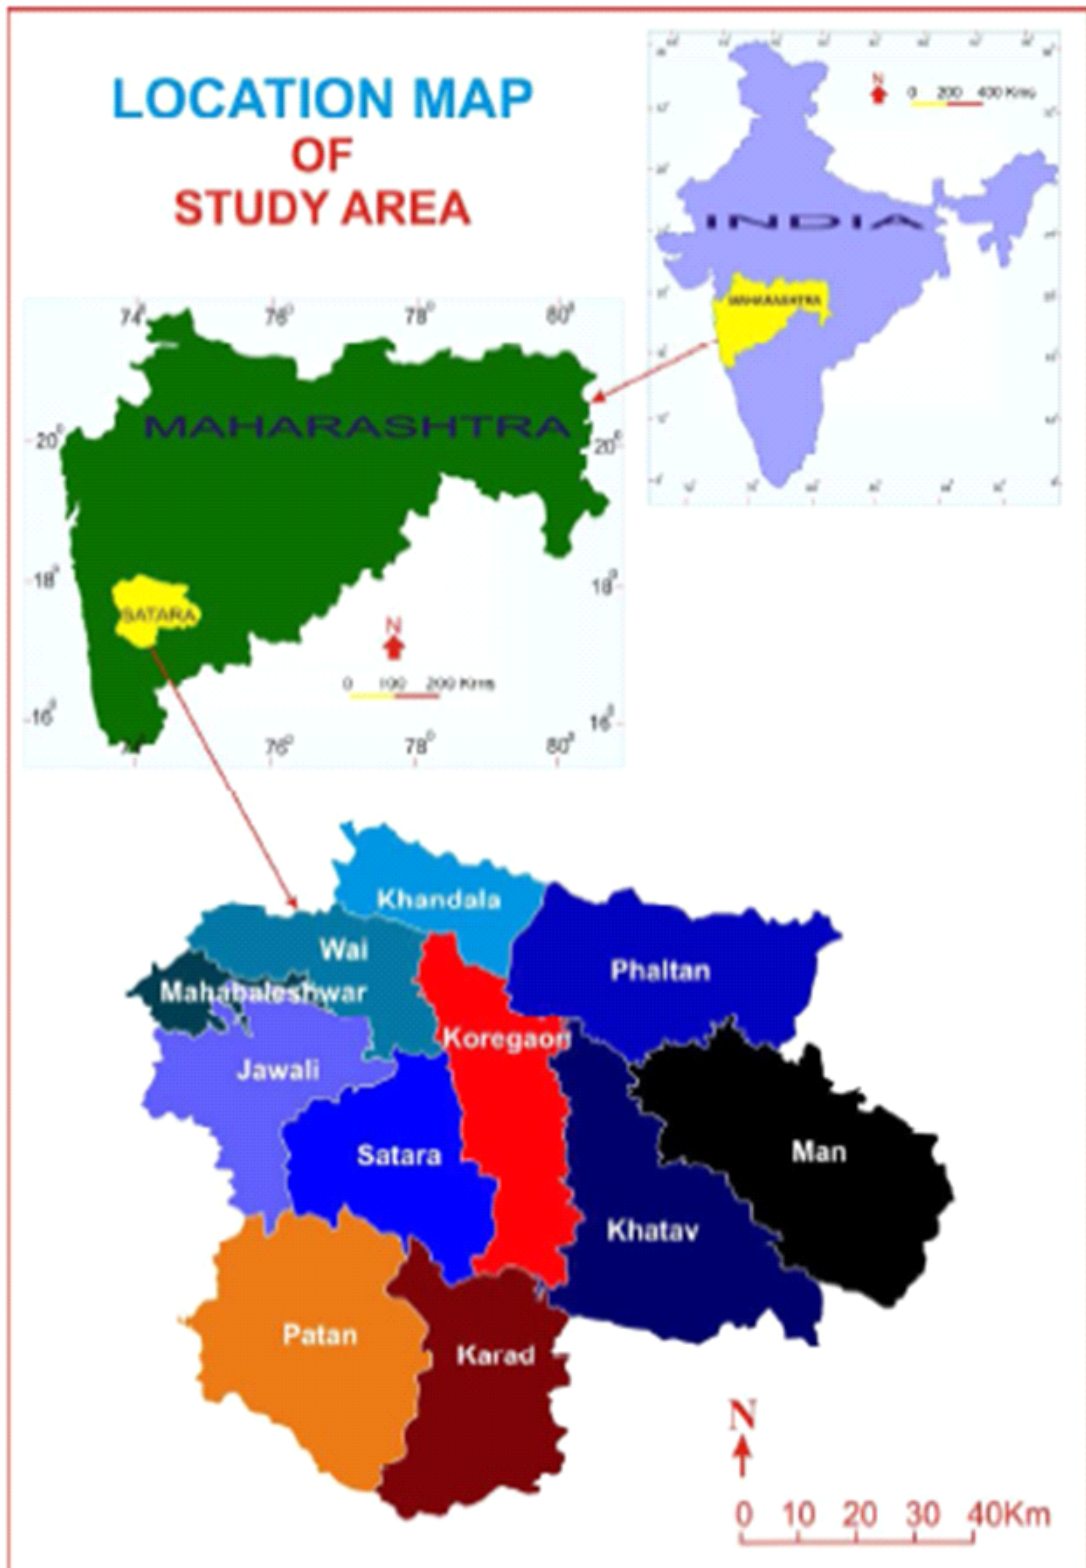 LOCATION MAP
OF
STUDY AREA
N
0 200 400 Kms
INDIA
MAHARASHTRA
74° 76° 78° 80°
MAHARASHTRA
20° 20°
18° 18°
SATARA
N
0 100 200 Kms
16° 16°
76° 78° 80°
Khandala
Wai
Phaltan
Mahabaleshwar
Koregaon
Jawali
Satara
Man
Khatav
Patan
Karad
N
0 10 20 30 40Km